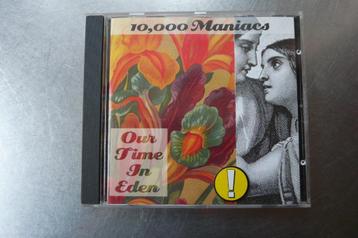 10,000 Maniacs
Our
Time
In
Eden
!